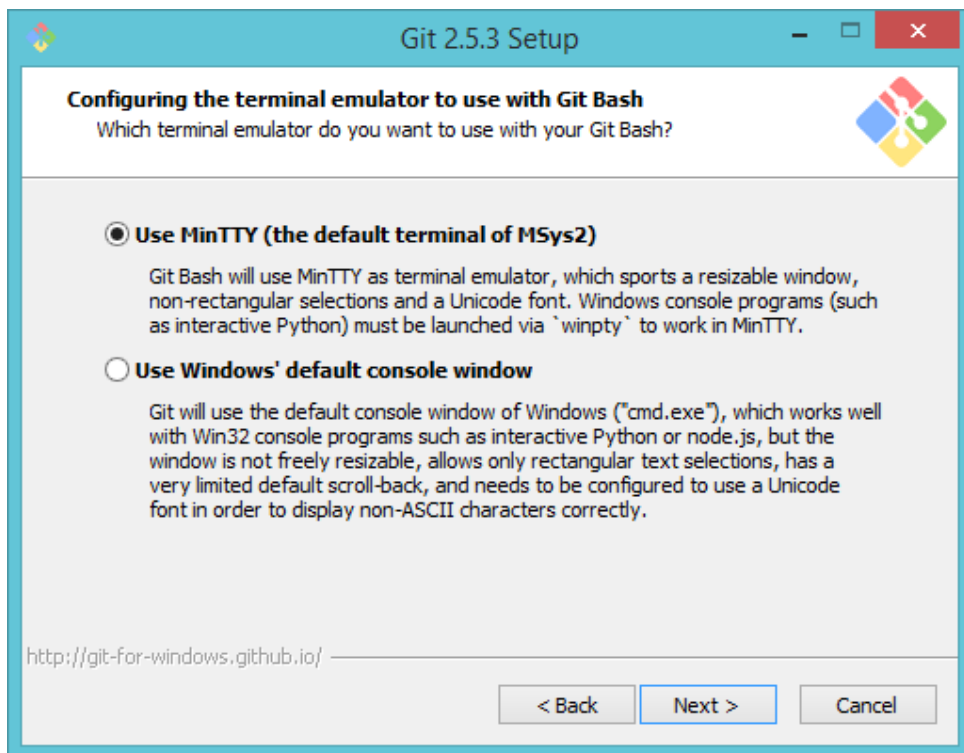 Git 2.5.3 Setup
Configuring the terminal emulator to use with Git Bash
Which terminal emulator do you want to use with your Git Bash?
Use MinTTY (the default terminal of MSys2)
Git Bash will use MinTTY as terminal emulator, which sports a resizable window,
non-rectangular selections and a Unicode font. Windows console programs (such
as interactive Python) must be launched via `winpty` to work in MinTTY.
Use Windows' default console window
Git will use the default console window of Windows ("cmd.exe"), which works well
with Win32 console programs such as interactive Python or node.js, but the
window is not freely resizable, allows only rectangular text selections, has a
very limited default scroll-back, and needs to be configured to use a Unicode
font in order to display non-ASCII characters correctly.
http://git-for-windows.github.io/
< Back Next > Cancel